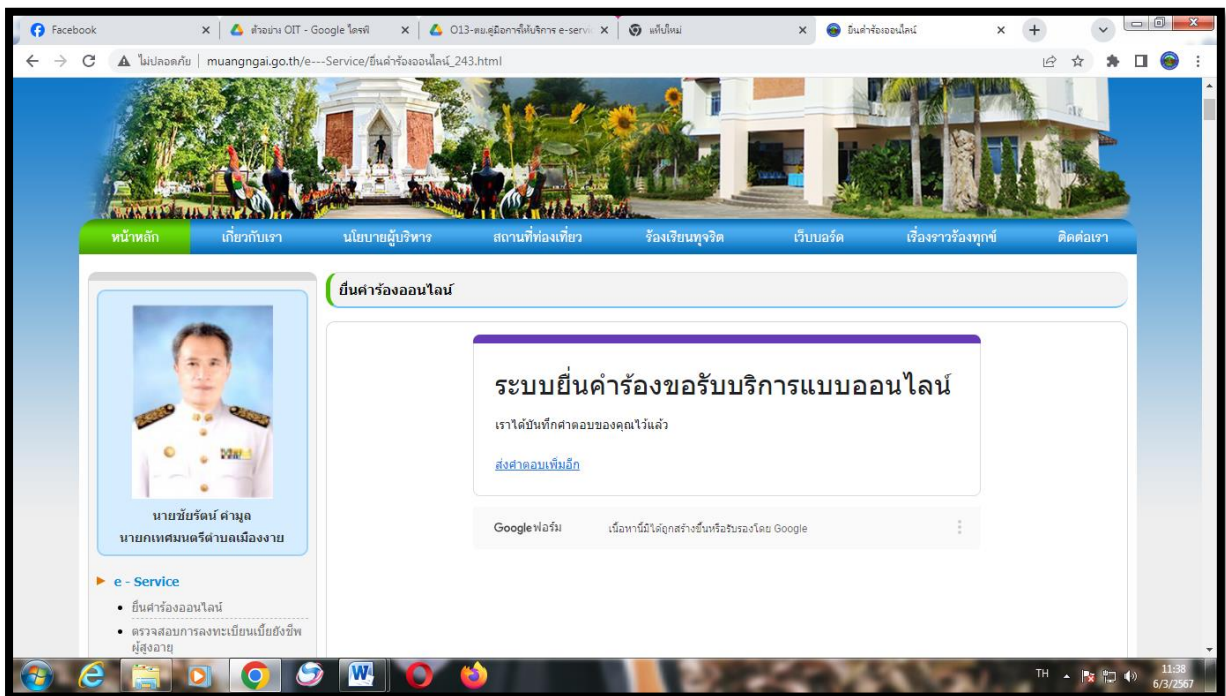 Facebook
ตัวอย่าง OIT - Google ไดรฟ์
O13-ตย.คู่มือการให้บริการ e-servic
แท็บใหม่
ยื่นคำร้องออนไลน์
ไม่ปลอดภัย | muangngai.go.th/e---Service/ยื่นคำร้องออนไลน์_243.html
หน้าหลัก เกี่ยวกับเรา นโยบายผู้บริหาร สถานที่ท่องเที่ยว ร้องเรียนทุจริต เว็บบอร์ด เรื่องราวร้องทุกข์ ติดต่อเรา
ยื่นคำร้องออนไลน์
ระบบยื่นคำร้องขอรับบริการแบบออนไลน์
เราได้บันทึกคำตอบของคุณไว้แล้ว
ส่งคำตอบเพิ่มอีก
Google ฟอร์ม เนื้อหานี้มิได้ถูกสร้างขึ้นหรือรับรองโดย Google
นายชัยรัตน์ คำมูล
นายกเทศมนตรีตำบลเมืองงาย
e - Service
ยื่นคำร้องออนไลน์
ตรวจสอบการลงทะเบียนเบี้ยยังชีพ
ผู้สูงอายุ
TH
11:38
6/3/2567